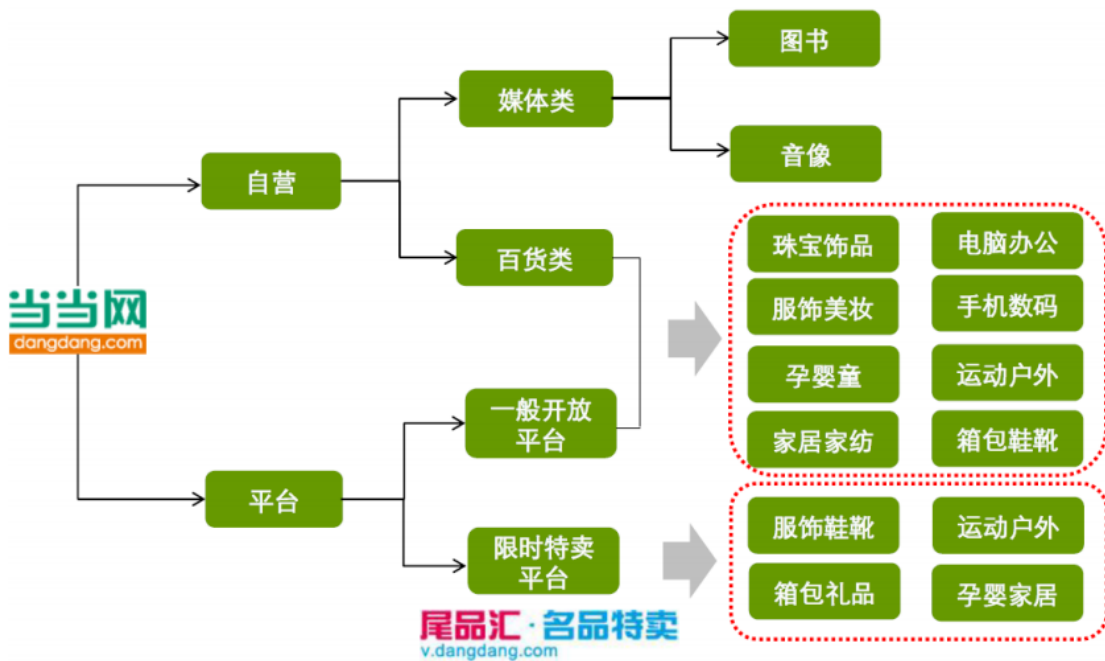 图书
媒体类
音像
自营
珠宝饰品
电脑办公
百货类
服饰美妆
手机数码
当当网
dangdang.com
孕婴童
运动户外
一般开放
平台
家居家纺
箱包鞋靴
平台
服饰鞋靴
运动户外
限时特卖
平台
箱包礼品
孕婴家居
尾品汇·名品特卖
v.dangdang.com